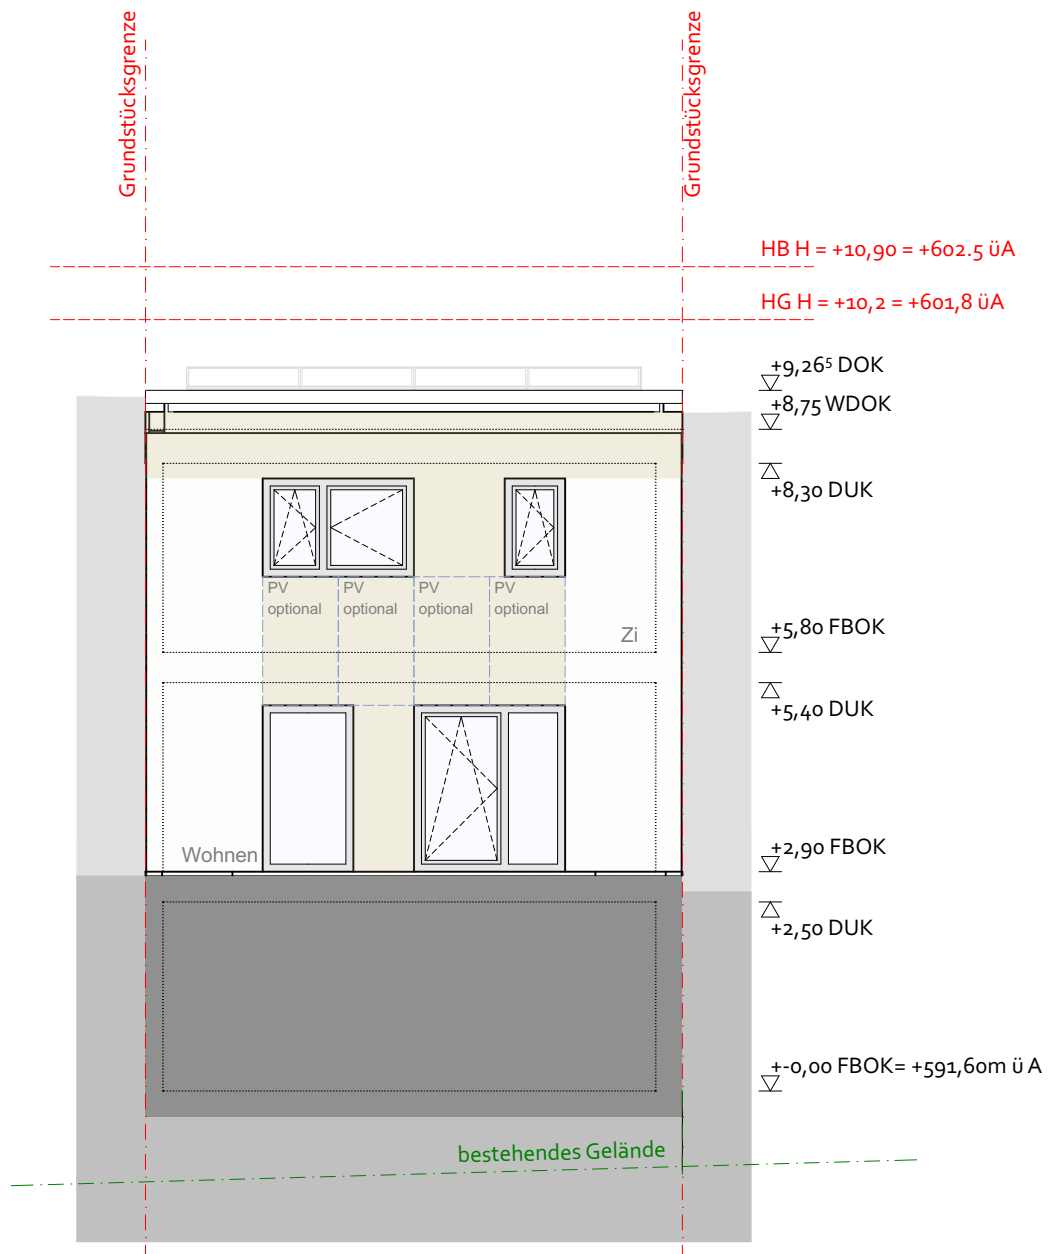 Grundstücksgrenze
Grundstücksgrenze
HB H = +10,90 = +602.5 üA
HG H = +10,2 = +601,8 üA
+9,26⁵ DOK
+8,75 WDOK
+8,30 DUK
PV
optional
PV
optional
PV
optional
PV
optional
Zi
+5,80 FBOK
+5,40 DUK
Wohnen
+2,90 FBOK
+2,50 DUK
+-0,00 FBOK= +591,60m ü A
bestehendes Gelände